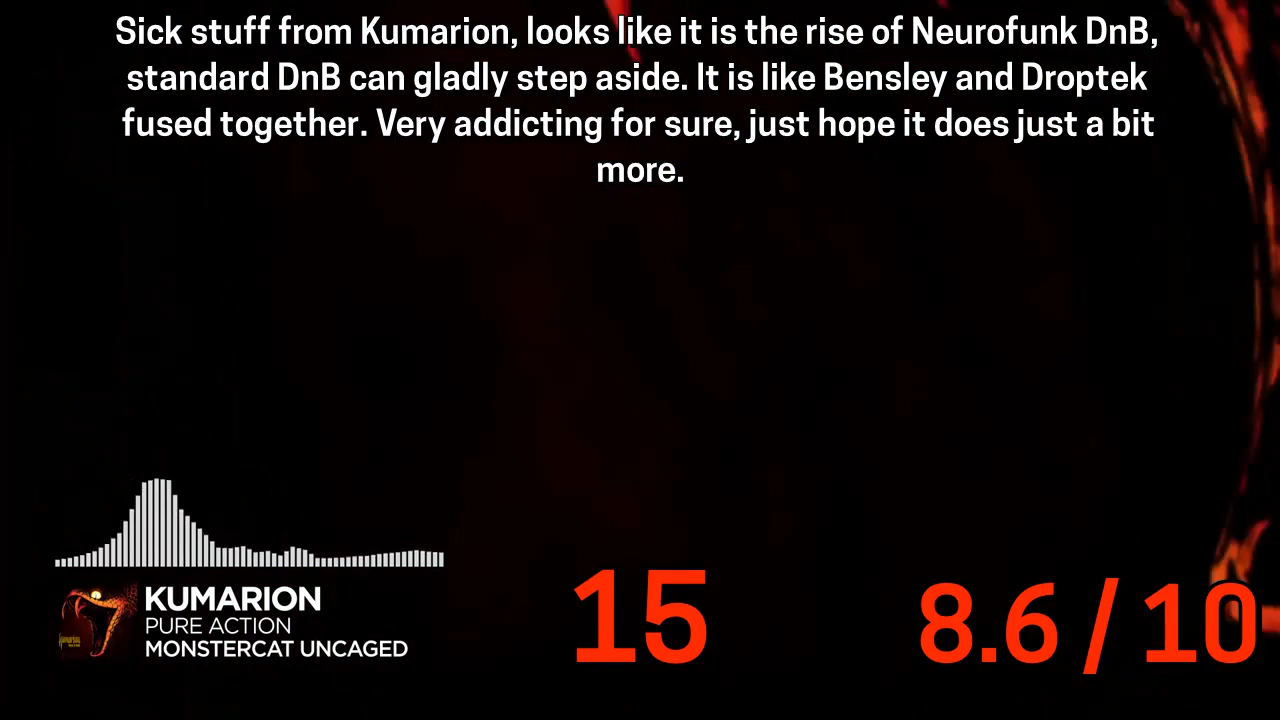 Sick stuff from Kumarion, looks like it is the rise of Neurofunk DnB,
standard DnB can gladly step aside. It is like Bensley and Droptek
fused together. Very addicting for sure, just hope it does just a bit
more.
KUMARION
PURE ACTION
MONSTERCAT UNCAGED
15
8.6 / 10